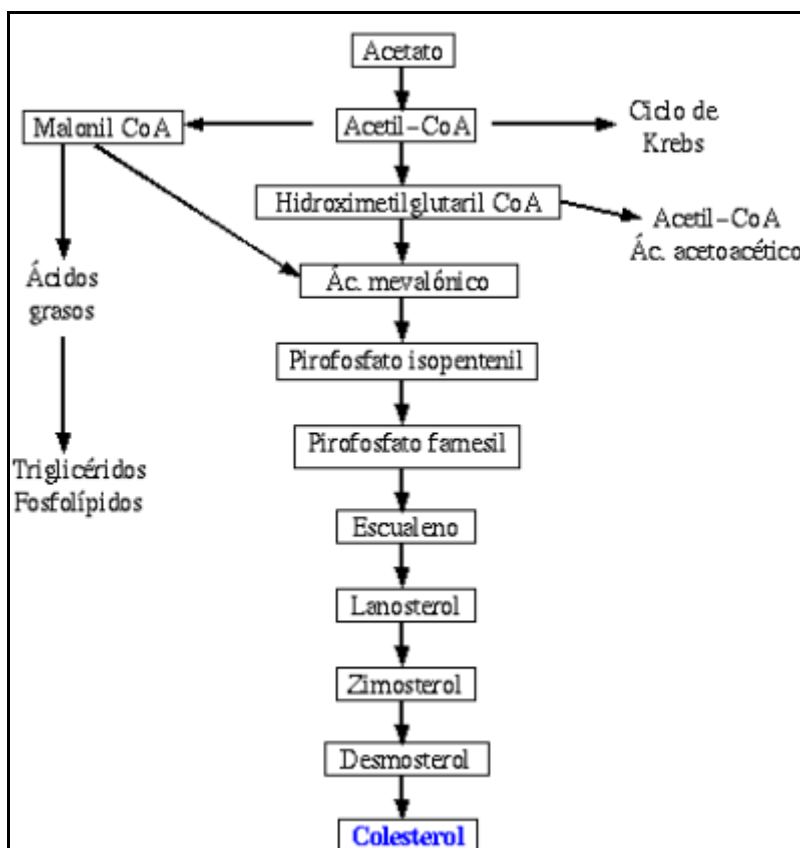 Acetato
Malonil CoA
Acetil-CoA
Ciclo de
Krebs
Hidroximetilglutaril CoA
Acetil-CoA
Ác. acetoacético
Ácidos
grasos
Ác. mevalónico
Pirofosfato isopentenil
Pirofosfato farnesil
Triglicéridos
Fosfolípidos
Escualeno
Lanosterol
Zimosterol
Desmosterol
Colesterol